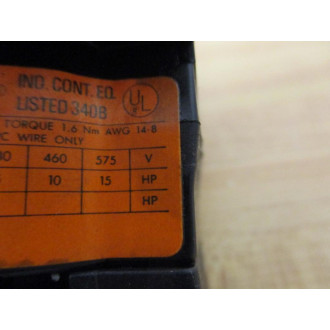 IND. CONT. EQ.
LISTED 340B
UL
TORQUE 1,6 Nm AWG 14-8
WIRE ONLY
460 575 V
10 15 HP
HP